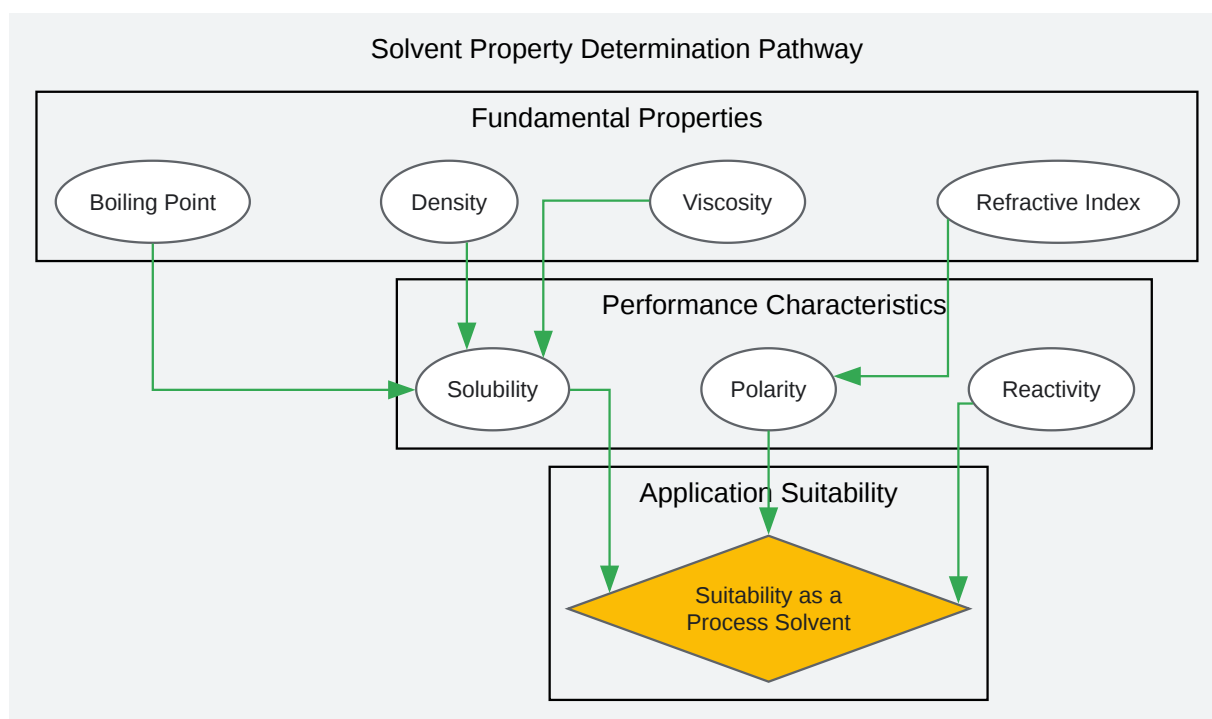 Solvent Property Determination Pathway
Fundamental Properties
Boiling Point
Density
Viscosity
Refractive Index
Performance Characteristics
Solubility
Polarity
Reactivity
Application Suitability
Suitability as a
Process Solvent